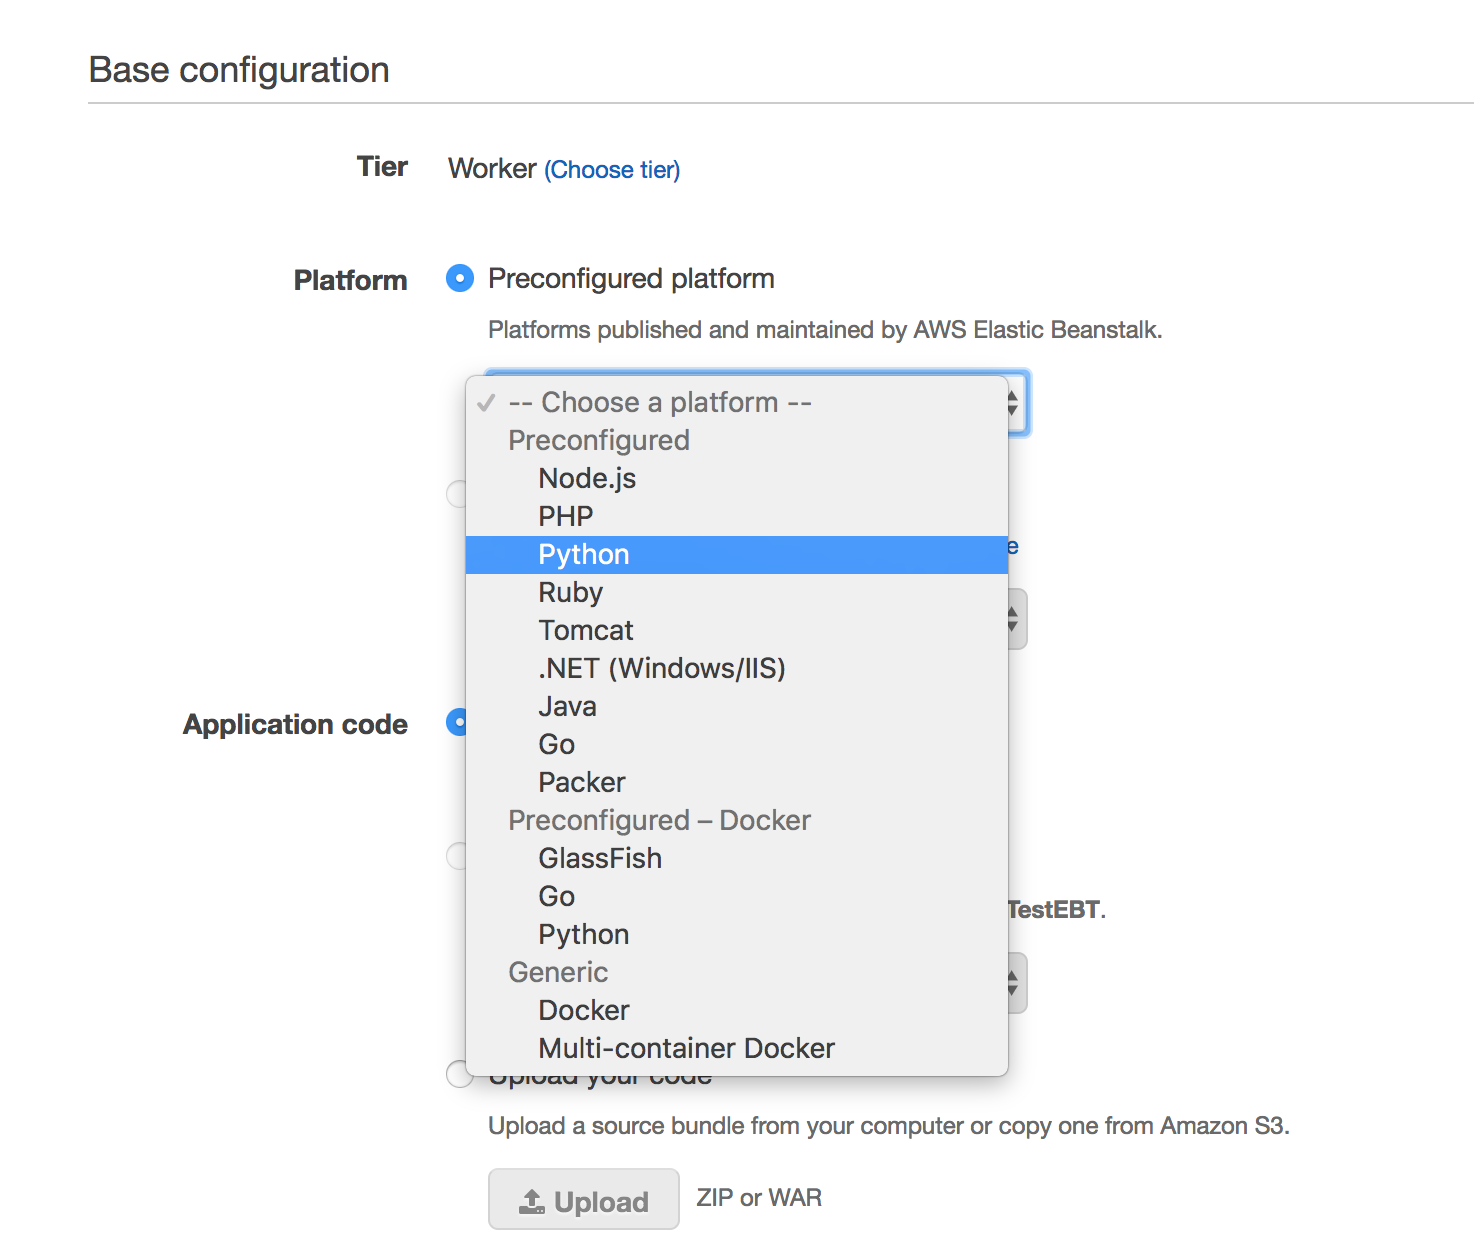 Base configuration
Tier Worker (Choose tier)
Platform Preconfigured platform
Platforms published and maintained by AWS Elastic Beanstalk.
-- Choose a platform --
Preconfigured
Node.js
PHP
Python
Ruby
Tomcat
.NET (Windows/IIS)
Java
Application code
Go
Packer
Preconfigured – Docker
GlassFish
Go
TestEBT.
Python
Generic
Docker
Multi-container Docker
Upload your code
Upload a source bundle from your computer or copy one from Amazon S3.
Upload ZIP or WAR